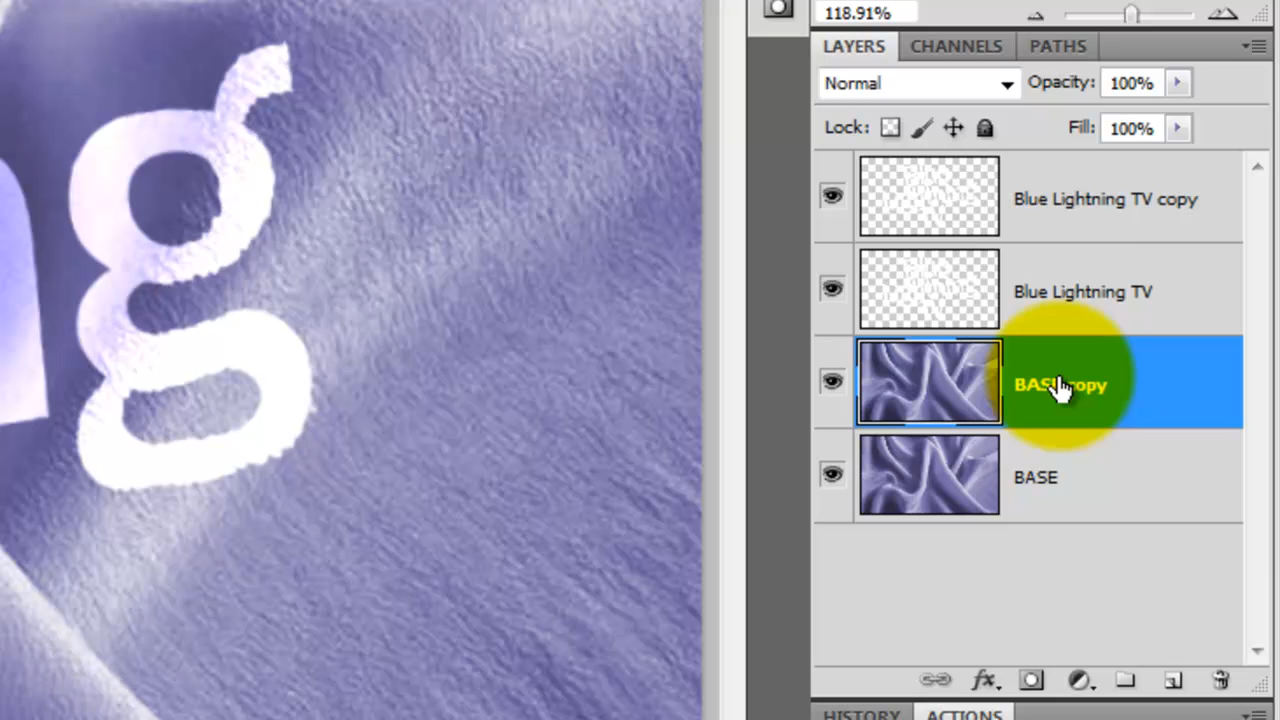 118.91%
LAYERS CHANNELS PATHS
Normal Opacity: 100%
Lock: Fill: 100%
Blue Lightning TV copy
Blue Lightning TV
BASE copy
BASE
fx
HISTORY ACTIONS
g